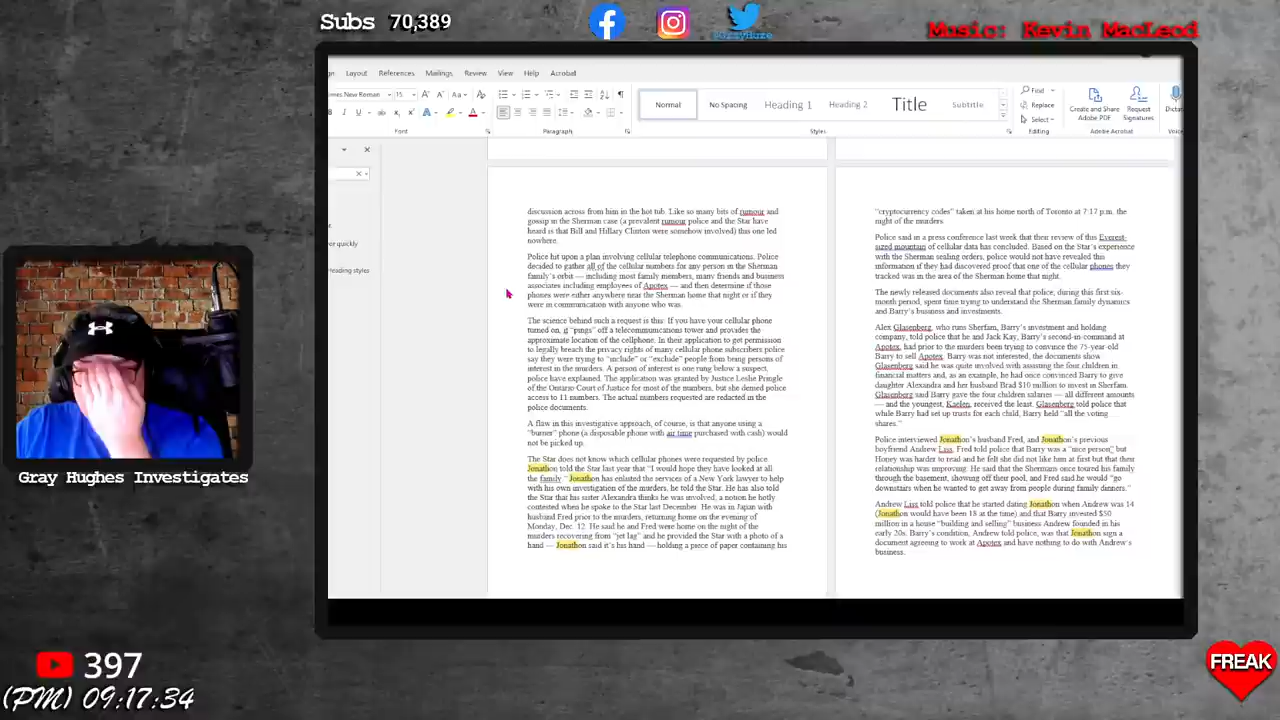 Subs 70,389
Music: Kevin MacLeod
Layout References Mailings Review View Help Acrobat
Normal No Spacing Heading 1 Heading 2 Title Subtitle
Find
Replace
Select
Create and Share Adobe PDF
Request Signatures
Font Paragraph Styles Editing Adobe Acrobat
discussion across from him in the hot tub. Like so many bits of rumour and
gossip in the Sherman case (a prevalent rumour police and the Star have
heard is that Bill and Hillary Clinton were somehow involved) this one led
nowhere.
Police hit upon a plan involving cellular telephone communications. Police
decided to gather all of the cellular numbers for any person in the Sherman
family's orbit — including most family members, many friends and business
associates including employees of Apotex — and then determine if those
phones were either anywhere near the Sherman home that night or if they
were in communication with anyone who was.
The science behind such a request is this: If you have your cellular phone
turned on, it "pings" off a telecommunications tower and provides the
approximate location of the cellphone. In their application to get permission
to legally breach the privacy rights of many cellular phone subscribers police
say they were trying to "include" or "exclude" people from being persons of
interest in the murders. A person of interest is one rung below a suspect,
police have explained. The application was granted by Justice Leslie Pringle
of the Ontario Court of Justice for most of the numbers, but she denied police
access to 11 numbers. The actual numbers requested are redacted in the
police documents.
A flaw in this investigative approach, of course, is that anyone using a
"burner" phone (a disposable phone with air time purchased with cash) would
not be picked up.
The Star does not know which cellular phones were requested by police.
Jonathon told the Star last year that "I would hope they have looked at all
the family." Jonathon has enlisted the services of a New York lawyer to help
with his own investigation of the murders, he told the Star. He has also told
the Star that his sister Alexandra thinks he was involved, a notion he hotly
contested when he spoke to the Star last December. He was in Japan with
husband Fred prior to the murders, returning home on the evening of
Monday, Dec. 12. He said he and Fred were home on the night of the
murders recovering from "jet lag" and he provided the Star with a photo of a
hand — Jonathon said it's his hand — holding a piece of paper containing his
"cryptocurrency codes" taken at his home north of Toronto at 7:17 p.m. the
night of the murders.
Police said in a press conference last week that their review of this Everest-
sized mountain of cellular data has concluded. Based on the Star's experience
with the Sherman sealing orders, police would not have revealed this
information if they had discovered proof that one of the cellular phones they
tracked was in the area of the Sherman home that night.
The newly released documents also reveal that police, during this first six-
month period, spent time trying to understand the Sherman family dynamics
and Barry's business and investments.
Alex Glasenberg, who runs Sherfam, Barry's investment and holding
company, told police that he and Jack Kay, Barry's second-in-command at
Apotex, had prior to the murders been trying to convince the 75-year-old
Barry to sell Apotex. Barry was not interested, the documents show.
Glasenberg said he was quite involved with assisting the four children in
financial matters and, as an example, he had once convinced Barry to give
daughter Alexandra and her husband Brad $10 million to invest in Sherfam.
Glasenberg said Barry gave the four children salaries — all different amounts
— and the youngest, Kaelen, received the least. Glasenberg told police that
while Barry had set up trusts for each child, Barry held "all the voting
shares."
Police interviewed Jonathon's husband Fred, and Jonathon's previous
boyfriend Andrew Liss. Fred told police that Barry was a "nice person" but
Honey was harder to read and he felt she did not like him at first but that their
relationship was improving. He said that the Shermans once toured his family
through the basement, showing off their pool, and Fred said he would "go
downstairs when he wanted to get away from people during family dinners."
Andrew Liss told police that he started dating Jonathon when Andrew was 14
(Jonathon would have been 18 at the time) and that Barry invested $50
million in a house "building and selling" business Andrew founded in his
early 20s. Barry's condition, Andrew told police, was that Jonathon sign a
document agreeing to work at Apotex and have nothing to do with Andrew's
business.
Gray Hughes Investigates
397
(PM) 09:17:34
FREAK